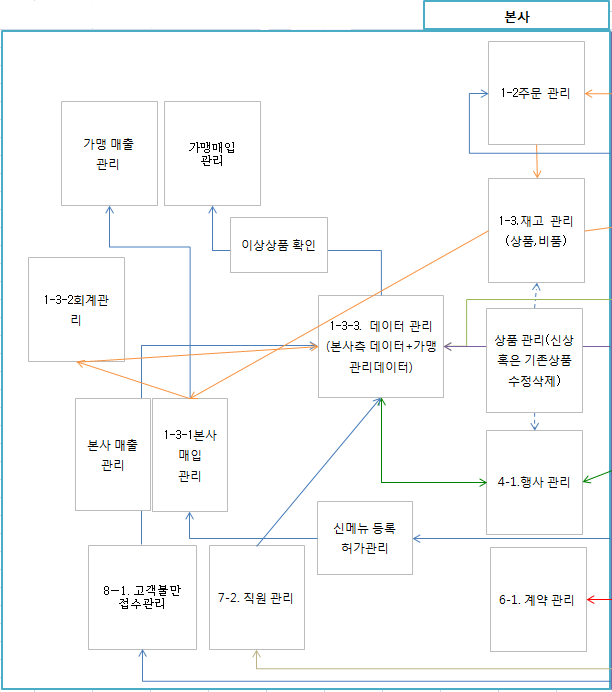 본사
1-2주문 관리
가맹 매출
관리
가맹매입
관리
1-3.재고 관리
(상품,비품)
이상상품 확인
1-3-2회계관
리
1-3-3. 데이터 관리
(본사측 데이터+가맹
관리데이터)
상품 관리(신상
혹은 기존상품
수정삭제)
본사 매출
관리
1-3-1본사
매입
관리
4-1.행사 관리
신메뉴 등록
허가관리
8-1. 고객불만
접수관리
7-2. 직원 관리
6-1. 계약 관리